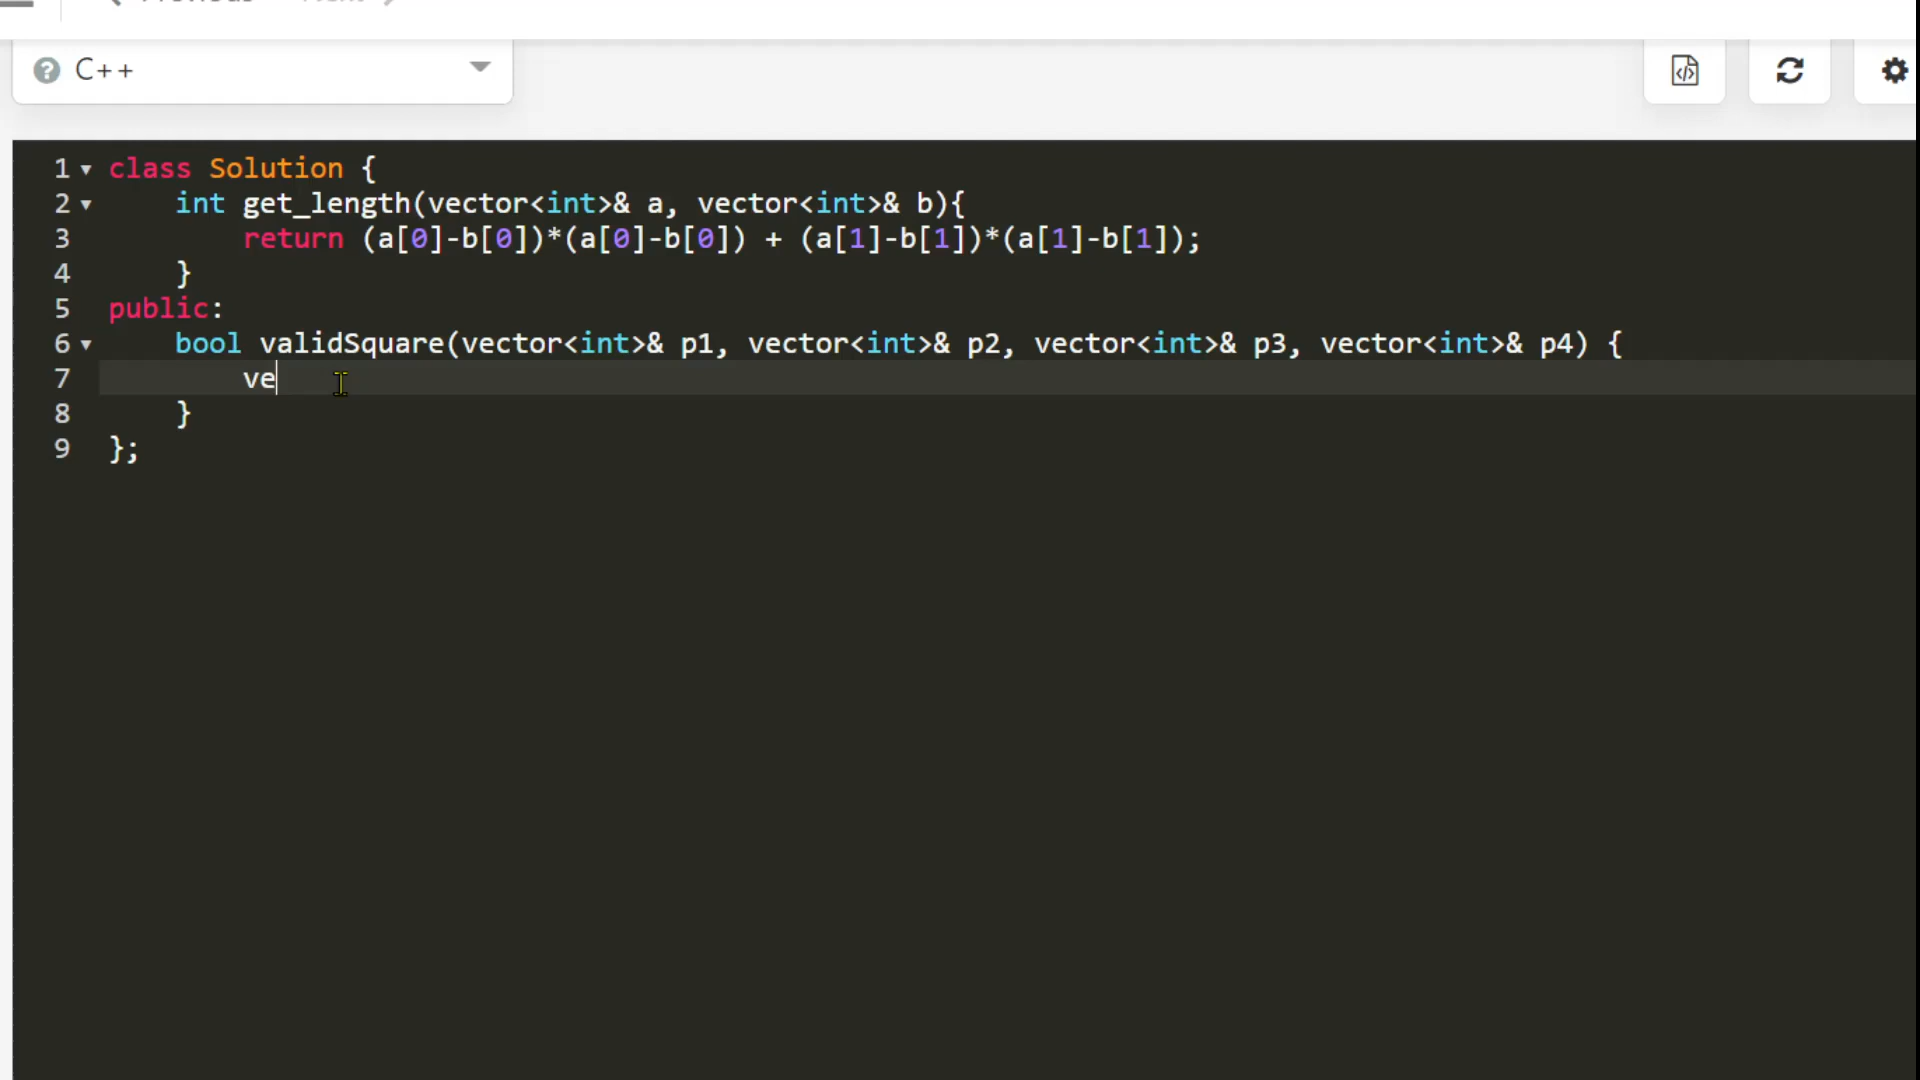 Previous Next
C++
1 class Solution {
2 int get_length(vector<int>& a, vector<int>& b){
3 return (a[0]-b[0])*(a[0]-b[0]) + (a[1]-b[1])*(a[1]-b[1]);
4 }
5 public:
6 bool validSquare(vector<int>& p1, vector<int>& p2, vector<int>& p3, vector<int>& p4) {
7 ve
8 }
9 };